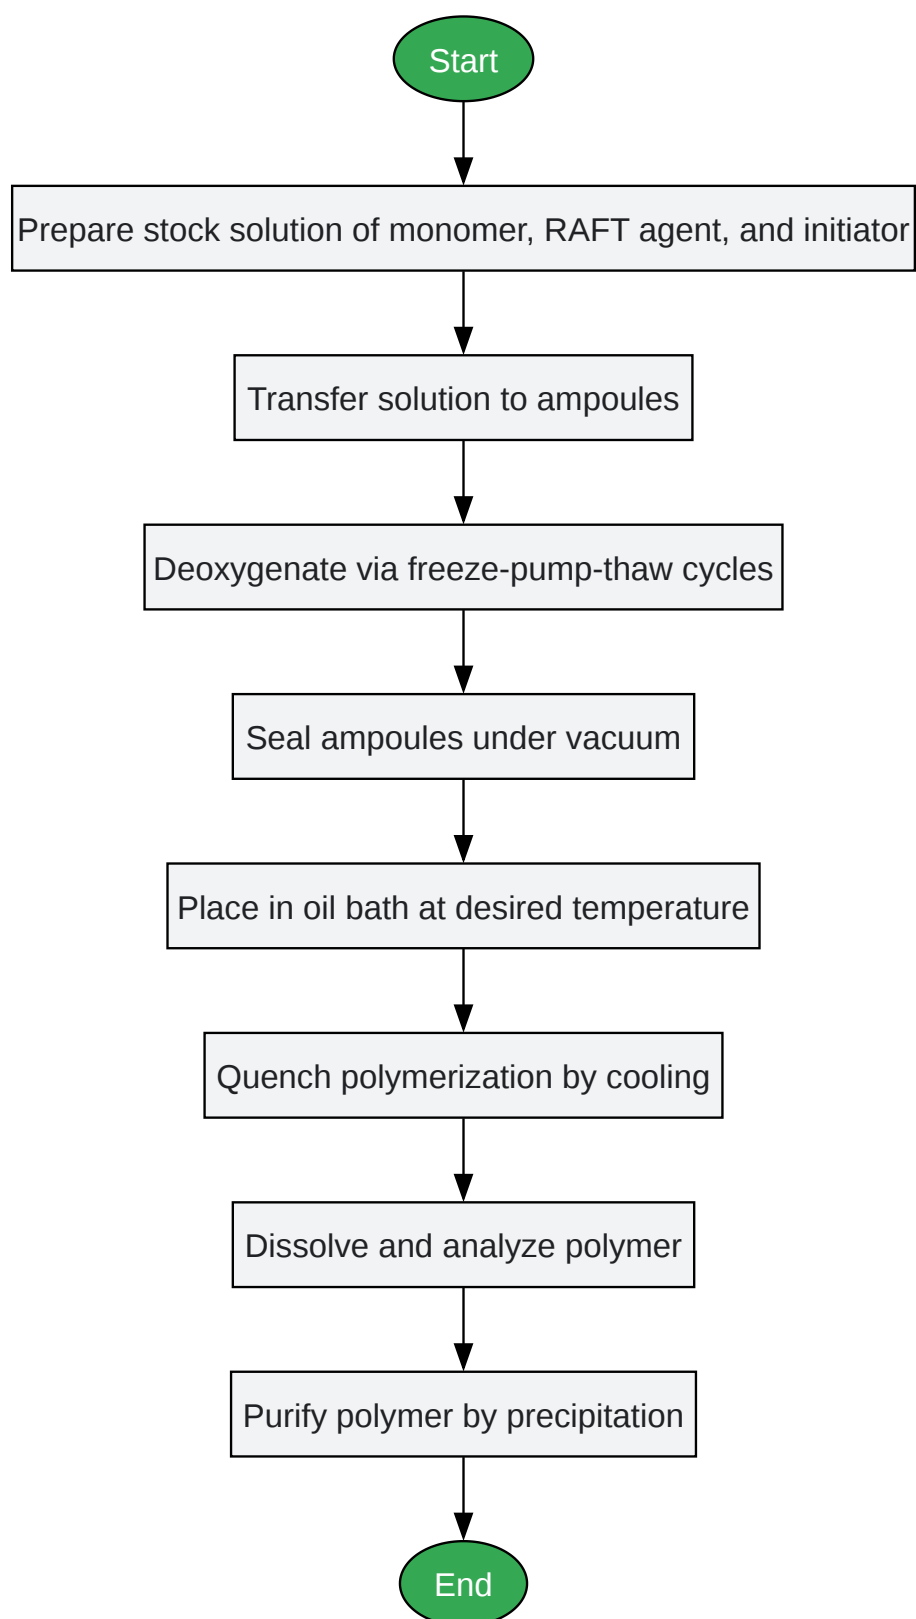 Start
Prepare stock solution of monomer, RAFT agent, and initiator
Transfer solution to ampoules
Deoxygenate via freeze-pump-thaw cycles
Seal ampoules under vacuum
Place in oil bath at desired temperature
Quench polymerization by cooling
Dissolve and analyze polymer
Purify polymer by precipitation
End